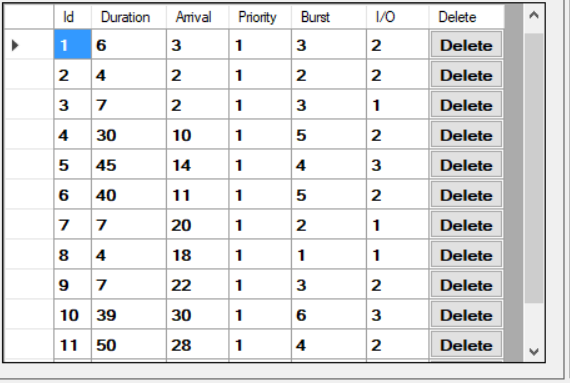 Id Duration Arrival Priority Burst I/O Delete
1 6 3 1 3 2 Delete
2 4 2 1 2 2 Delete
3 7 2 1 3 1 Delete
4 30 10 1 5 2 Delete
5 45 14 1 4 3 Delete
6 40 11 1 5 2 Delete
7 7 20 1 2 1 Delete
8 4 18 1 1 1 Delete
9 7 22 1 3 2 Delete
10 39 30 1 6 3 Delete
11 50 28 1 4 2 Delete